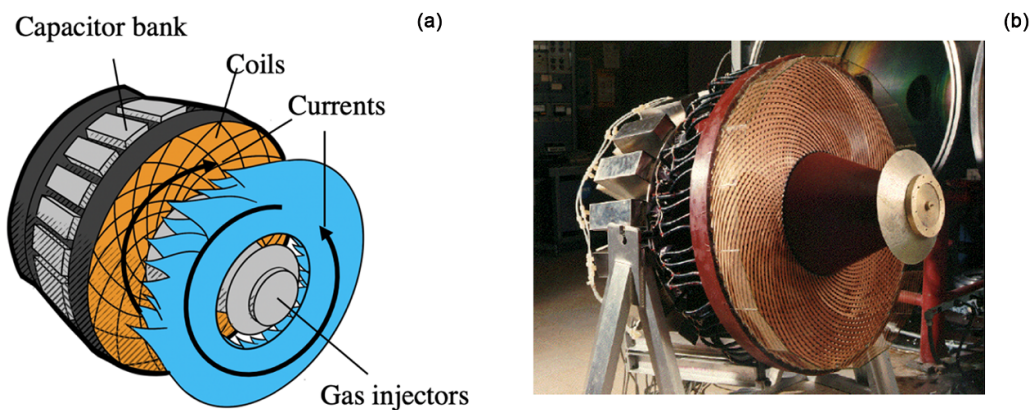 (a)
Capacitor bank
Coils
Currents
Gas injectors
(b)